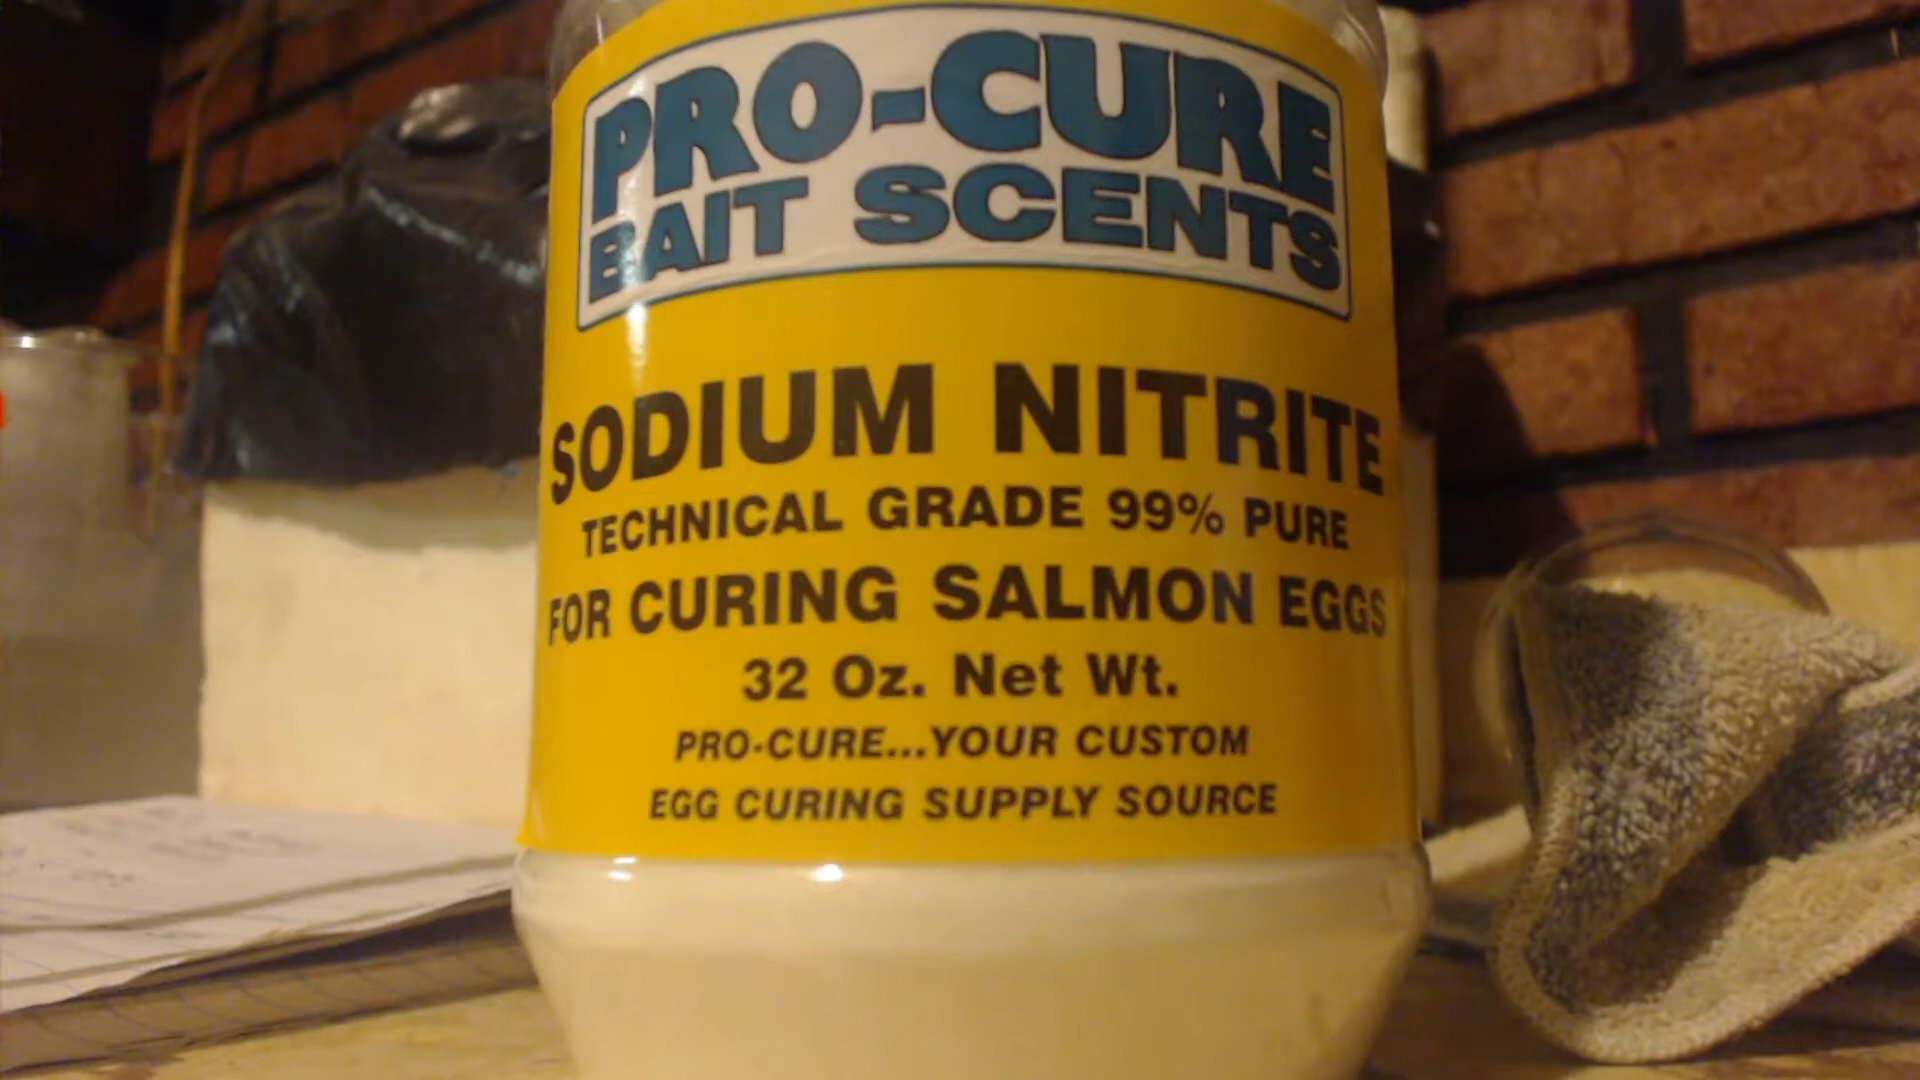 PRO-CURE
BAIT SCENTS
SODIUM NITRITE
TECHNICAL GRADE 99% PURE
FOR CURING SALMON EGGS
32 Oz. Net Wt.
PRO-CURE...YOUR CUSTOM
EGG CURING SUPPLY SOURCE